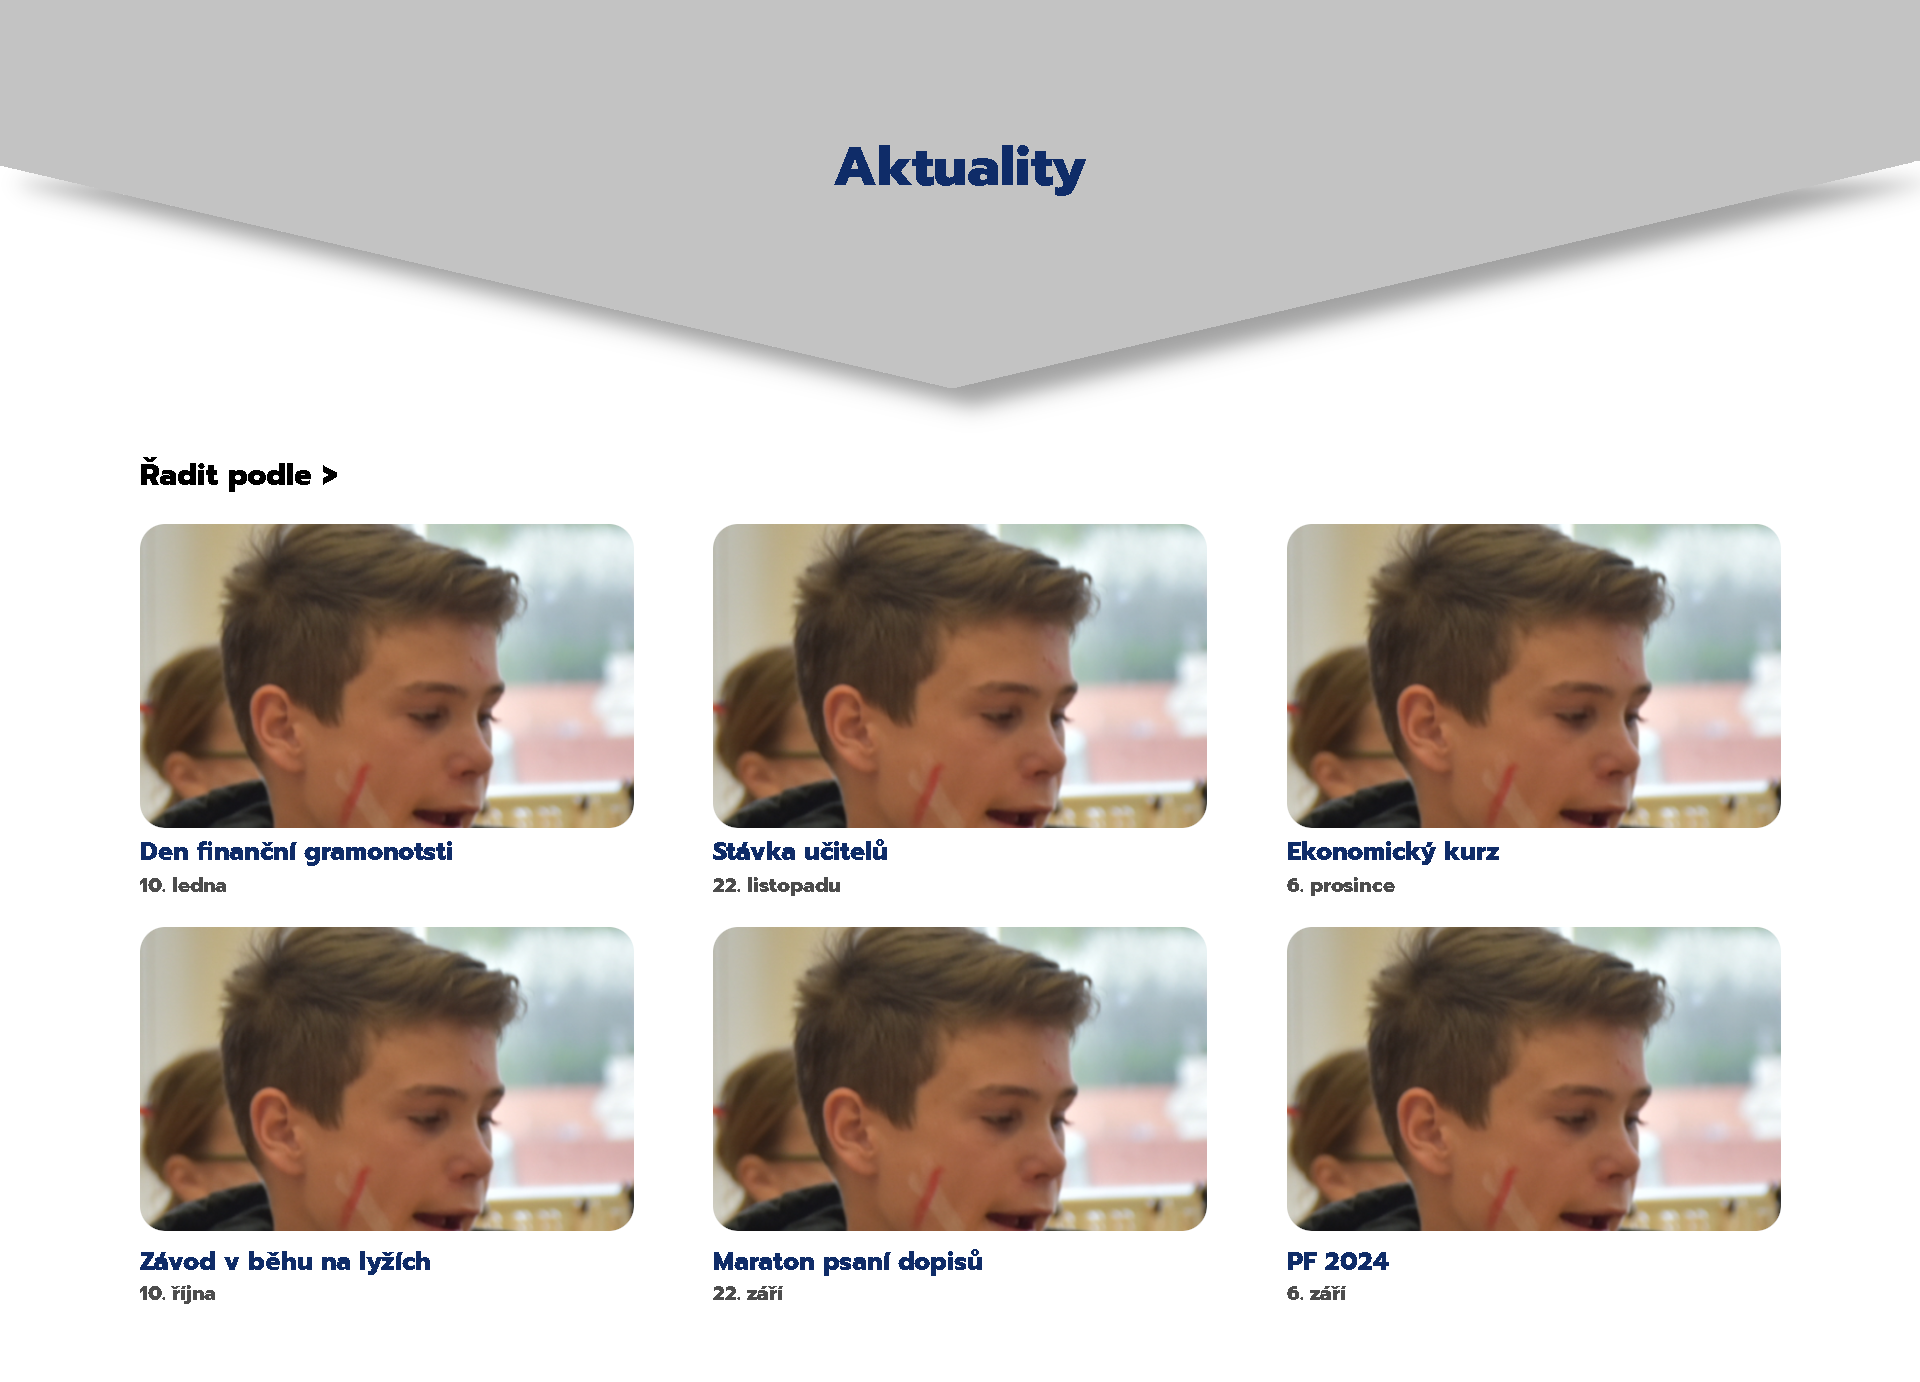 Aktuality
Řadit podle >
Den finanční gramonotsti
10. ledna
Stávka učitelů
22. listopadu
Ekonomický kurz
6. prosince
Závod v běhu na lyžích
10. října
Maraton psaní dopisů
22. září
PF 2024
6. září